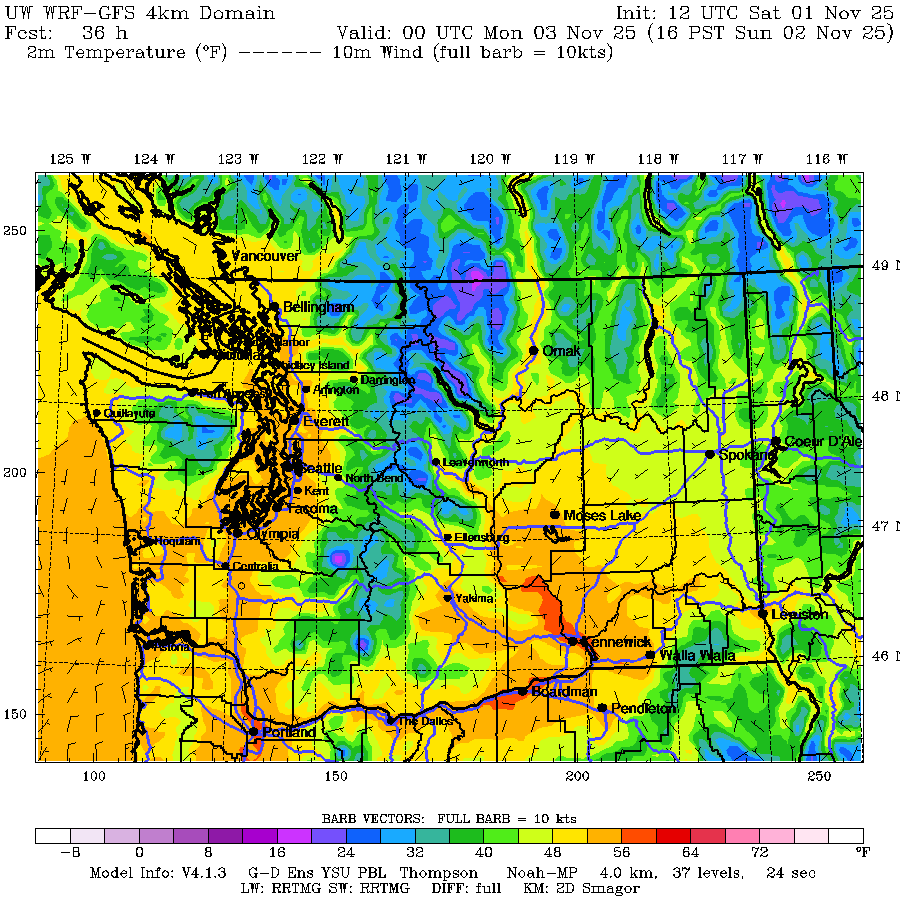 UW WRF-GFS 4km Domain Init: 12 UTC Sat 01 Nov 25
Fcst: 36 h Valid: 00 UTC Mon 03 Nov 25 (16 PST Sun 02 Nov 25)
2m Temperature (°F) ------ 10m Wind (full barb = 10kts)
125 W 124 W 123 W 122 W 121 W 120 W 119 W 118 W 117 W 116 W
250
Vancouver
49 N
Bellingham
Omak
Darrington
Arlington
48 N
Quillayute
Everett
Coeur D'Ale
Spokane
Leavenworth
200
Seattle
North Bend
Kent
Tacoma
Moses Lake
47 N
Olympia
Ellensburg
Hoquiam
Centralia
Yakima
Lewiston
Kennewick
Astoria
Walla Walla
46 N
Boardman
Pendleton
150
The Dalles
Portland
100 150 200 250
BARB VECTORS: FULL BARB = 10 kts
-8 0 8 16 24 32 40 48 56 64 72 °F
Model Info: V4.1.3 G-D Ens YSU PBL Thompson Noah-MP 4.0 km, 37 levels, 24 sec
LW: RRTMG SW: RRTMG DIFF: full KM: 2D Smagor